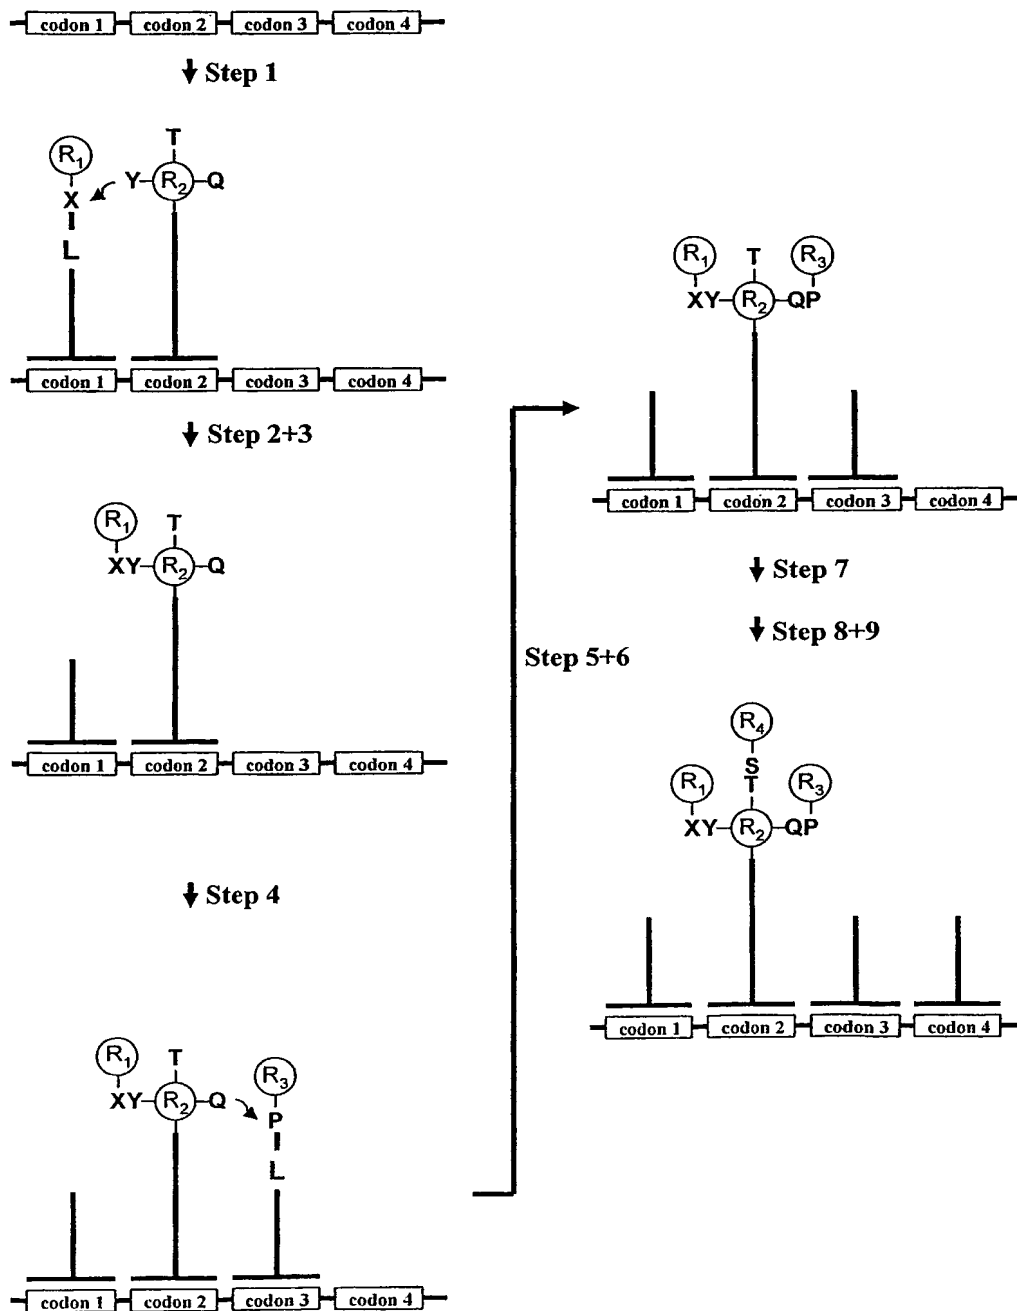 codon 1 codon 2 codon 3 codon 4
Step 1
T
R1
Y R2 Q
X
L
codon 1 codon 2 codon 3 codon 4
Step 2+3
R1 T
XY R2 Q
codon 1 codon 2 codon 3 codon 4
Step 4
R1 T
R3
XY R2 Q
P
L
codon 1 codon 2 codon 3 codon 4
Step 5+6
R1 T R3
XY R2 QP
codon 1 codon 2 codon 3 codon 4
Step 7
Step 8+9
R4
S
R1 T R3
XY R2 QP
codon 1 codon 2 codon 3 codon 4